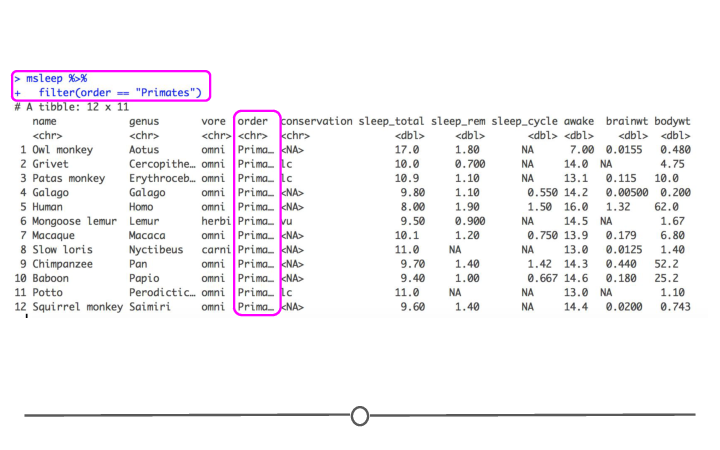 > msleep %>%
+   filter(order == "Primates")
# A tibble: 12 x 11
   name            genus      vore  order  conservation sleep_total sleep_rem sleep_cycle awake  brainwt bodywt
   <chr>           <chr>      <chr> <chr>  <chr>              <dbl>     <dbl>       <dbl> <dbl>    <dbl>  <dbl>
 1 Owl monkey      Aotus      omni  Prima… <NA>               17.0      1.80       NA      7.00  0.0155   0.480
 2 Grivet          Cercopithe… omni  Prima… lc                 10.0      0.700      NA     14.0  NA       4.75
 3 Patas monkey    Erythroceb… omni  Prima… lc                 10.9      1.10       NA     13.1   0.115   10.0
 4 Galago          Galago     omni  Prima… <NA>                9.80     1.10        0.550 14.2   0.00500  0.200
 5 Human           Homo       omni  Prima… <NA>                8.00     1.90        1.50  16.0   1.32    62.0
 6 Mongoose lemur  Lemur      herbi Prima… vu                  9.50     0.900      NA     14.5  NA       1.67
 7 Macaque         Macaca     omni  Prima… <NA>               10.1      1.20        0.750 13.9   0.179    6.80
 8 Slow loris      Nyctibeus  carni Prima… <NA>               11.0     NA          NA     13.0   0.0125   1.40
 9 Chimpanzee      Pan        omni  Prima… <NA>                9.70     1.40        1.42  14.3   0.440   52.2
10 Baboon          Papio      omni  Prima… <NA>                9.40     1.00        0.667 14.6   0.180   25.2
11 Potto           Perodictic… omni  Prima… lc                 11.0     NA          NA     13.0  NA       1.10
12 Squirrel monkey Saimiri    omni  Prima… <NA>                9.60     1.40       NA     14.4   0.0200   0.743